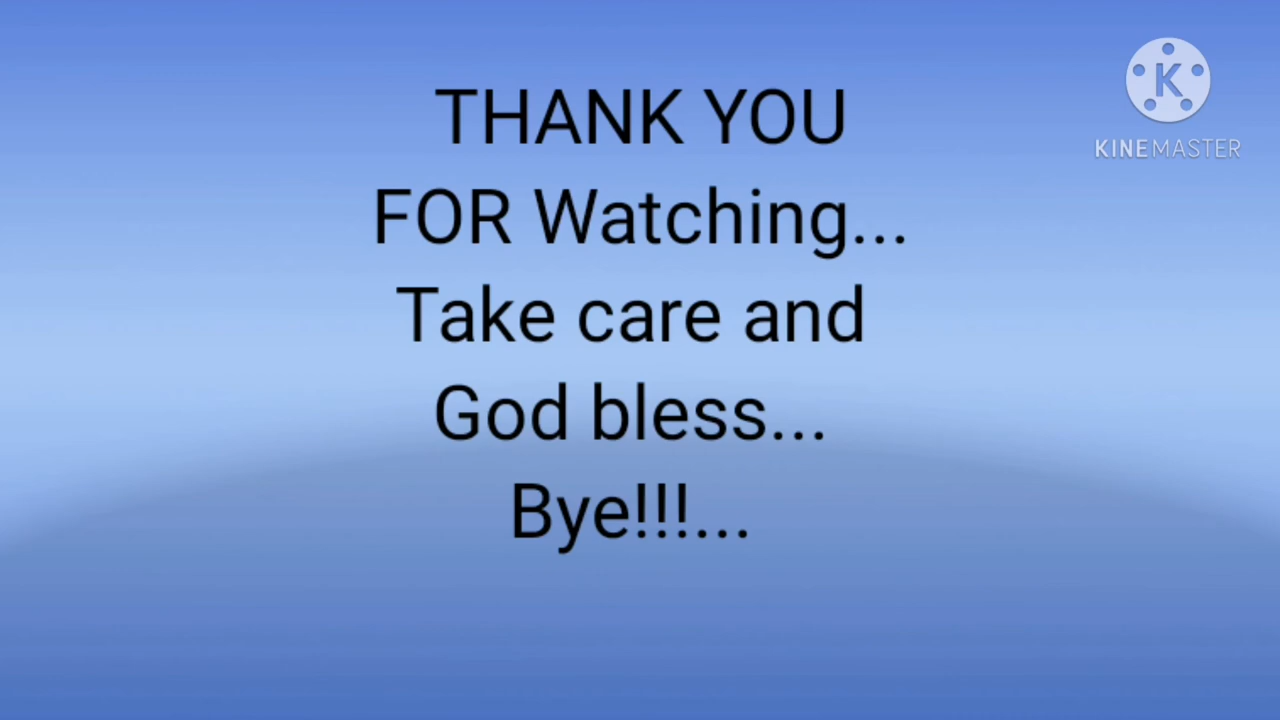 THANK YOU
FOR Watching...
Take care and
God bless...
Bye!!!...
K
KINEMASTER